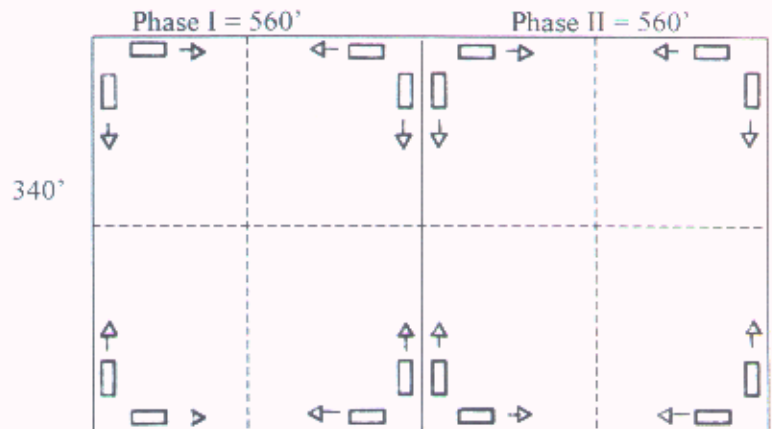 Phase I = 560’ Phase II = 560’
340’